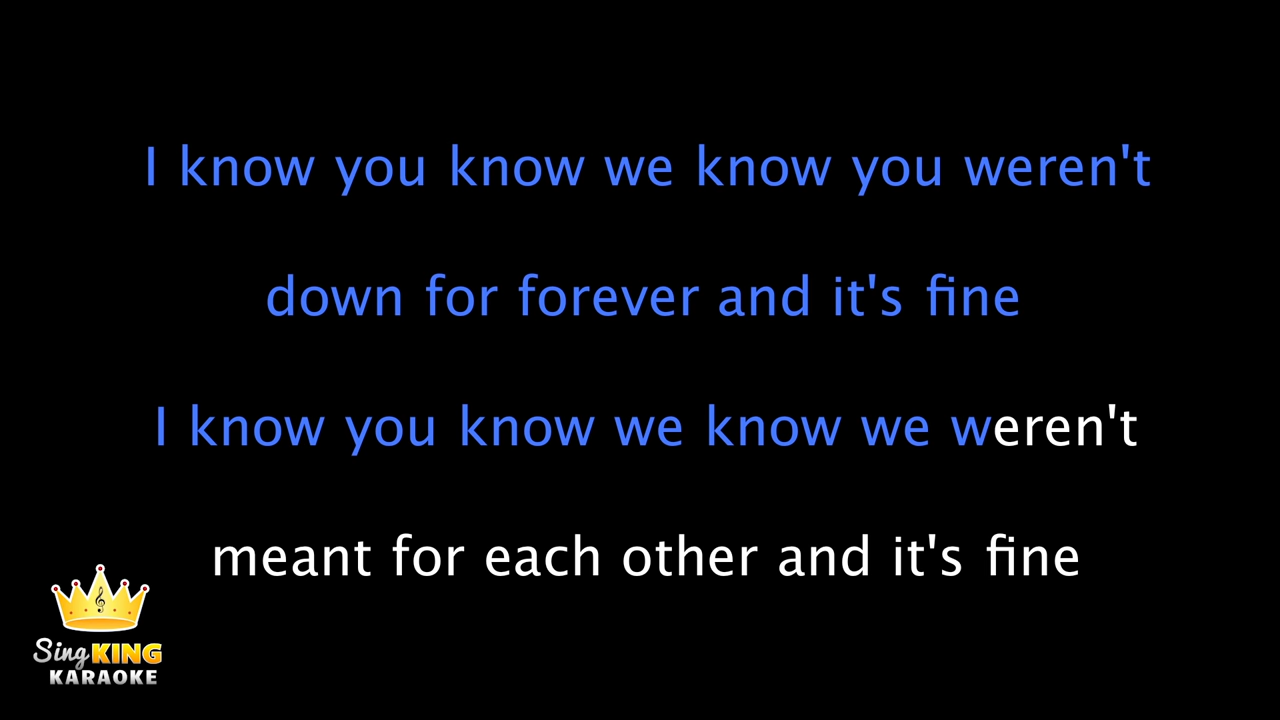 I know you know we know you weren't
down for forever and it's fine
I know you know we know we weren't
meant for each other and it's fine
Sing KING
KARAOKE